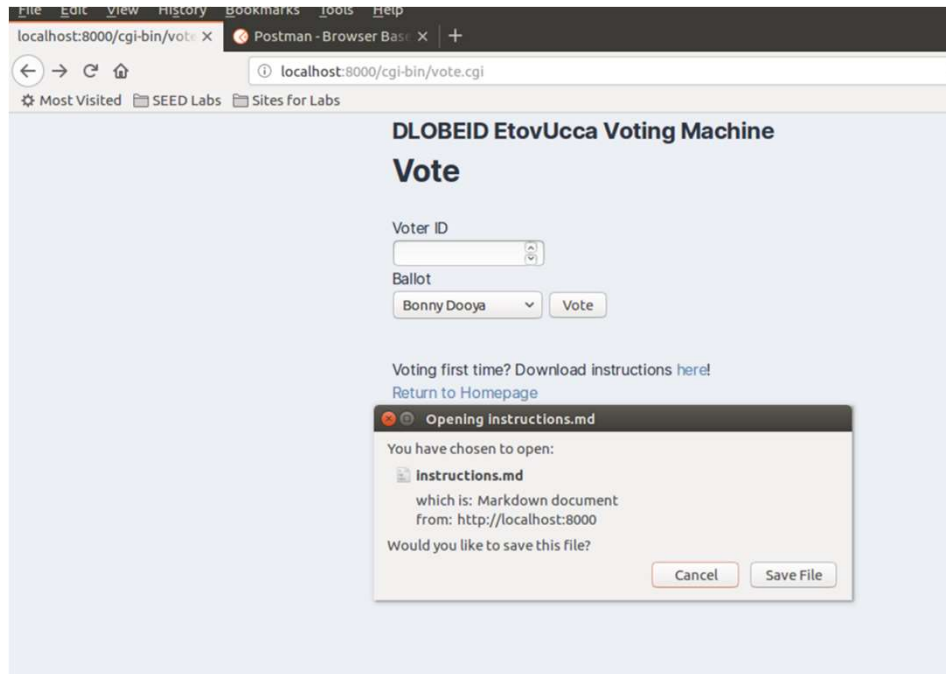 File Edit View History Bookmarks Tools Help
localhost:8000/cgi-bin/vote Postman - Browser Base
localhost:8000/cgi-bin/vote.cgi
Most Visited SEED Labs Sites for Labs
DLOBEID EtovUcca Voting Machine
Vote
Voter ID
Ballot
Bonny Dooya Vote
Voting first time? Download instructions here!
Return to Homepage
Opening instructions.md
You have chosen to open:
instructions.md
which is: Markdown document
from: http://localhost:8000
Would you like to save this file?
Cancel Save File